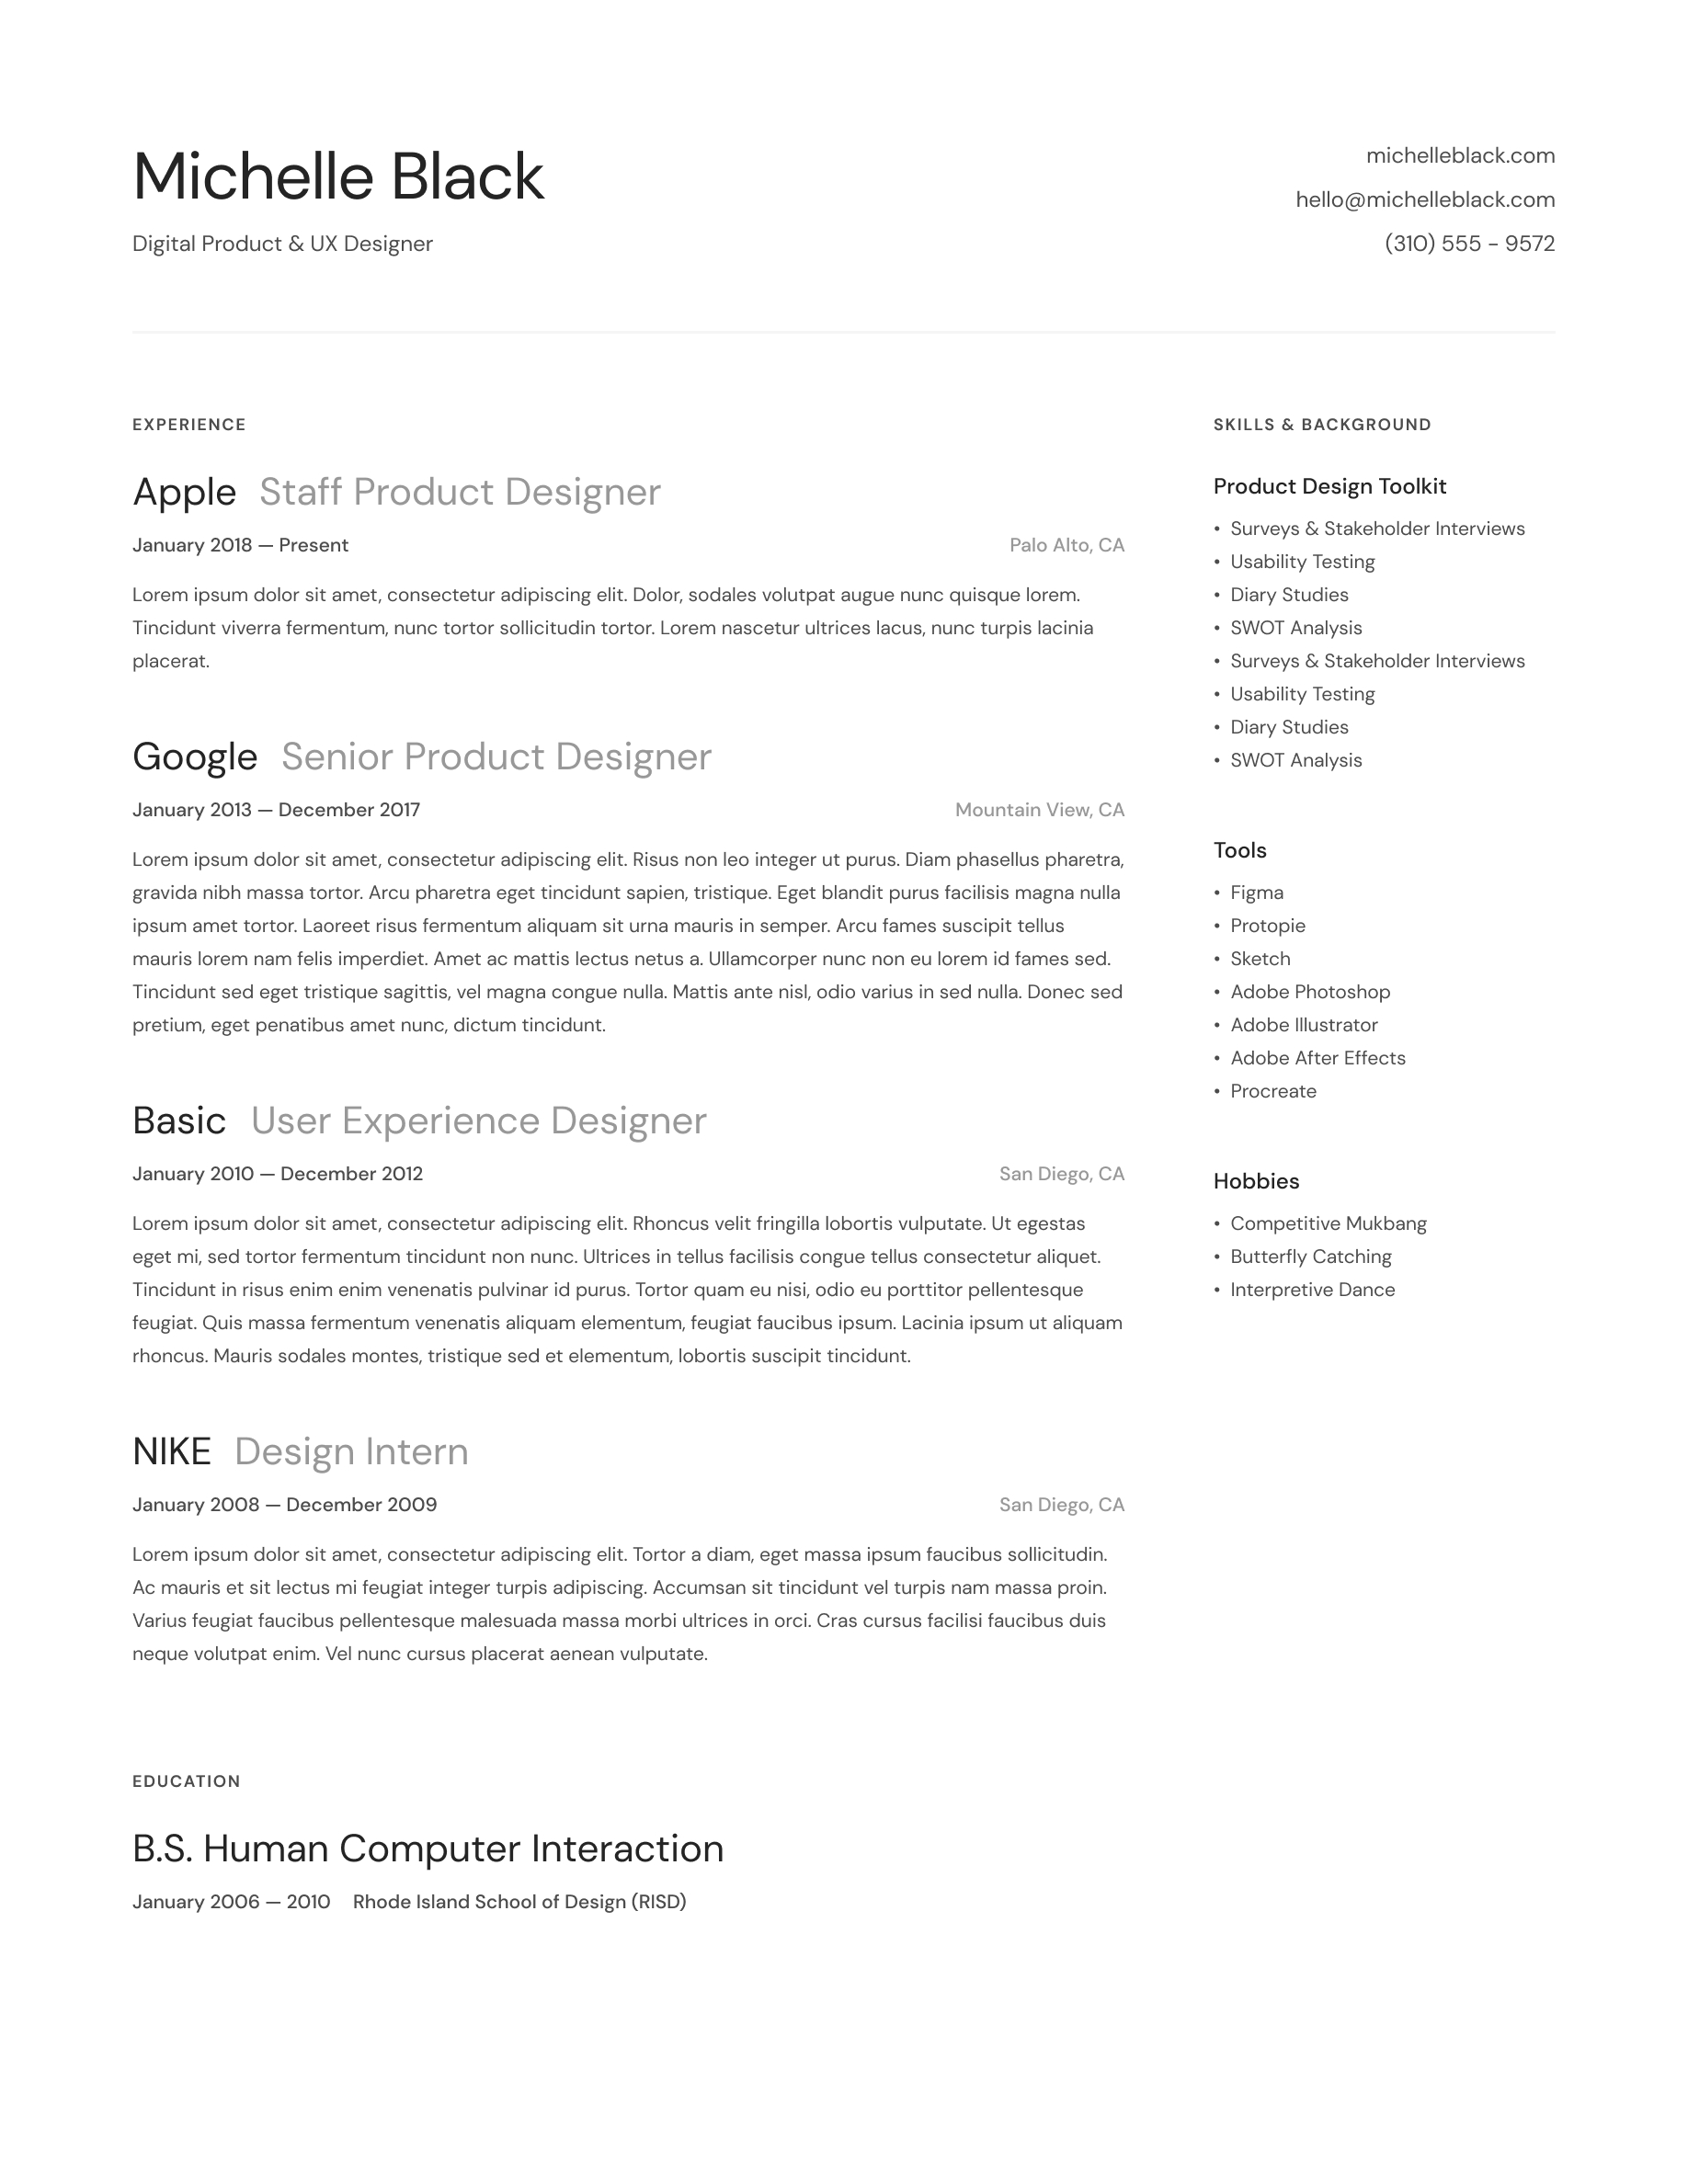 Michelle Black
Digital Product & UX Designer
michelleblack.com
hello@michelleblack.com
(310) 555 - 9572
EXPERIENCE
Apple Staff Product Designer
January 2018 — Present
Palo Alto, CA
Lorem ipsum dolor sit amet, consectetur adipiscing elit. Dolor, sodales volutpat augue nunc quisque lorem.
Tincidunt viverra fermentum, nunc tortor sollicitudin tortor. Lorem nascetur ultrices lacus, nunc turpis lacinia
placerat.
Google Senior Product Designer
January 2013 — December 2017
Mountain View, CA
Lorem ipsum dolor sit amet, consectetur adipiscing elit. Risus non leo integer ut purus. Diam phasellus pharetra,
gravida nibh massa tortor. Arcu pharetra eget tincidunt sapien, tristique. Eget blandit purus facilisis magna nulla
ipsum amet tortor. Laoreet risus fermentum aliquam sit urna mauris in semper. Arcu fames suscipit tellus
mauris lorem nam felis imperdiet. Amet ac mattis lectus netus a. Ullamcorper nunc non eu lorem id fames sed.
Tincidunt sed eget tristique sagittis, vel magna congue nulla. Mattis ante nisl, odio varius in sed nulla. Donec sed
pretium, eget penatibus amet nunc, dictum tincidunt.
Basic User Experience Designer
January 2010 — December 2012
San Diego, CA
Lorem ipsum dolor sit amet, consectetur adipiscing elit. Rhoncus velit fringilla lobortis vulputate. Ut egestas
eget mi, sed tortor fermentum tincidunt non nunc. Ultrices in tellus facilisis congue tellus consectetur aliquet.
Tincidunt in risus enim enim venenatis pulvinar id purus. Tortor quam eu nisi, odio eu porttitor pellentesque
feugiat. Quis massa fermentum venenatis aliquam elementum, feugiat faucibus ipsum. Lacinia ipsum ut aliquam
rhoncus. Mauris sodales montes, tristique sed et elementum, lobortis suscipit tincidunt.
NIKE Design Intern
January 2008 — December 2009
San Diego, CA
Lorem ipsum dolor sit amet, consectetur adipiscing elit. Tortor a diam, eget massa ipsum faucibus sollicitudin.
Ac mauris et sit lectus mi feugiat integer turpis adipiscing. Accumsan sit tincidunt vel turpis nam massa proin.
Varius feugiat faucibus pellentesque malesuada massa morbi ultrices in orci. Cras cursus facilisi faucibus duis
neque volutpat enim. Vel nunc cursus placerat aenean vulputate.
EDUCATION
B.S. Human Computer Interaction
January 2006 — 2010 Rhode Island School of Design (RISD)
SKILLS & BACKGROUND
Product Design Toolkit
• Surveys & Stakeholder Interviews
• Usability Testing
• Diary Studies
• SWOT Analysis
• Surveys & Stakeholder Interviews
• Usability Testing
• Diary Studies
• SWOT Analysis
Tools
• Figma
• Protopie
• Sketch
• Adobe Photoshop
• Adobe Illustrator
• Adobe After Effects
• Procreate
Hobbies
• Competitive Mukbang
• Butterfly Catching
• Interpretive Dance